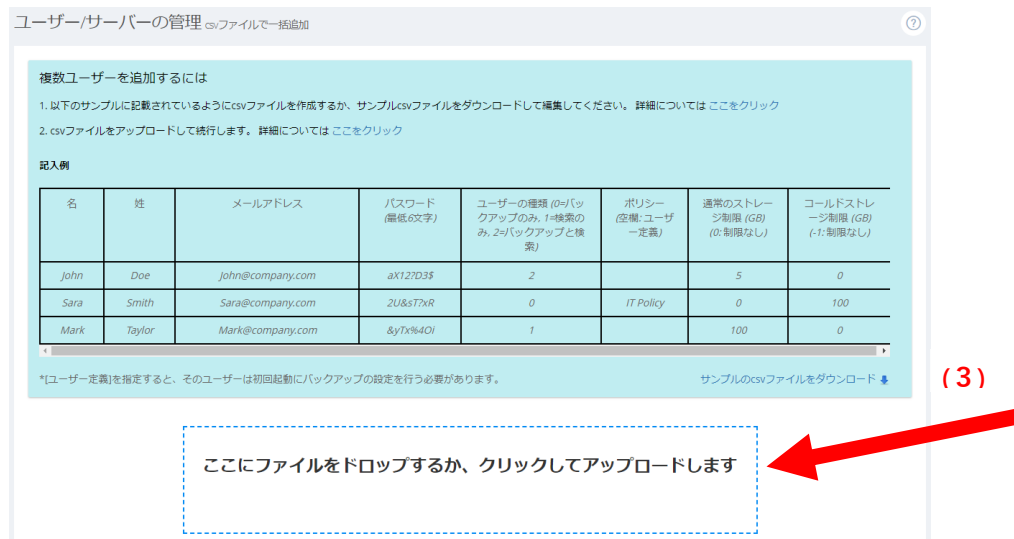 ユーザー/サーバーの管理 csvファイルで一括追加
?
複数ユーザーを追加するには
1. 以下のサンプルに記載されているようにcsvファイルを作成するか、サンプルcsvファイルをダウンロードして編集してください。 詳細については ここをクリック
2. csvファイルをアップロードして続行します。 詳細については ここをクリック
記入例
名 姓 メールアドレス パスワード (最低6文字) ユーザーの種類 (0=バックアップのみ, 1=検索のみ, 2=バックアップと検索) ポリシー (空欄: ユーザー定義) 通常のストレージ制限 (GB) (0: 制限なし) コールドストレージ制限 (GB) (-1: 制限なし)
John Doe John@company.com aX12?D3$ 2 5 0
Sara Smith Sara@company.com 2U&sT?xR 0 IT Policy 0 100
Mark Taylor Mark@company.com &yTx%4Oi 1 100 0
*[ユーザー定義]を指定すると、そのユーザーは初回起動にバックアップの設定を行う必要があります。
サンプルのcsvファイルをダウンロード
(3)
ここにファイルをドロップするか、クリックしてアップロードします